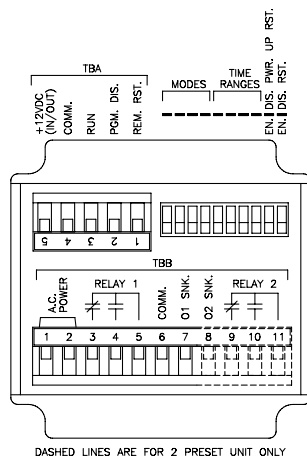 TBA
+12VDC
(IN/OUT)
COMM.
RUN
PGM. DIS.
REM. RST.
MODES
TIME
RANGES
EN. DIS. PWR. UP RST.
EN. DIS. RST.
5 4 3 2 1
TBB
A.C.
POWER
RELAY 1
COMM.
O1 SNK.
O2 SNK.
RELAY 2
1 2 3 4 5 6 7 8 9 10 11
DASHED LINES ARE FOR 2 PRESET UNIT ONLY